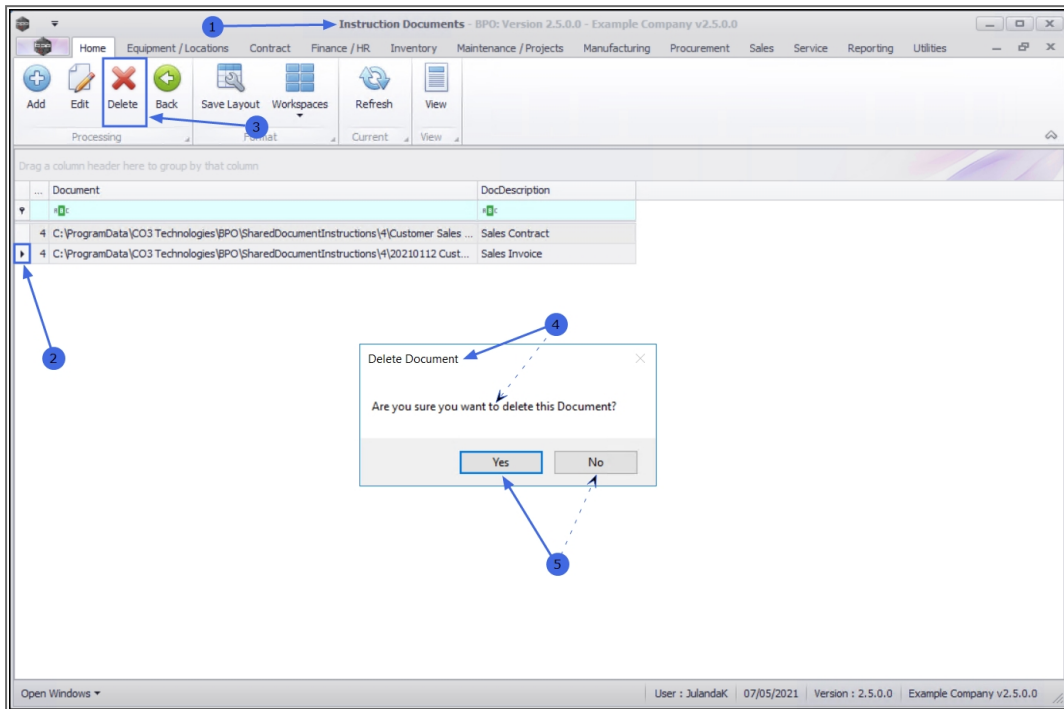 1
Instruction Documents - BPO: Version 2.5.0.0 - Example Company v2.5.0.0
Home Equipment / Locations Contract Finance / HR Inventory Maintenance / Projects Manufacturing Procurement Sales Service Reporting Utilities
Add Edit Delete Back Save Layout Workspaces Refresh View
3
Processing Format Current View
Drag a column header here to group by that column
... Document DocDescription
4 C:\ProgramData\CO3 Technologies\BPO\SharedDocumentInstructions\4\Customer Sales ... Sales Contract
4 C:\ProgramData\CO3 Technologies\BPO\SharedDocumentInstructions\4\20210112 Cust... Sales Invoice
4
2
Delete Document
Are you sure you want to delete this Document?
Yes No
5
Open Windows User : JulandaK 07/05/2021 Version : 2.5.0.0 Example Company v2.5.0.0